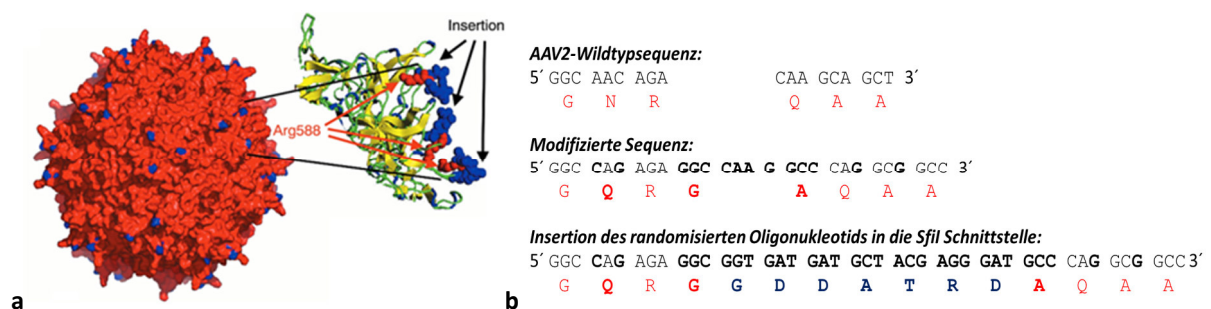 Insertion
Arg588
a
b
AAV2-Wildtypsequenz:
5´ GGC AAC AGA CAA GCA GCT 3´
G N R Q A A
Modifizierte Sequenz:
5´ GGC CAG AGA GGC CAA G GCC CAG GCG GCC 3´
G Q R G A Q A A
Insertion des randomisierten Oligonukleotids in die SfiI Schnittstelle:
5´ GGC CAG AGA GGC GGT GAT GAT GCT ACG AGG GAT GCC CAG GCG GCC 3´
G Q R G G D D A T R D A Q A A